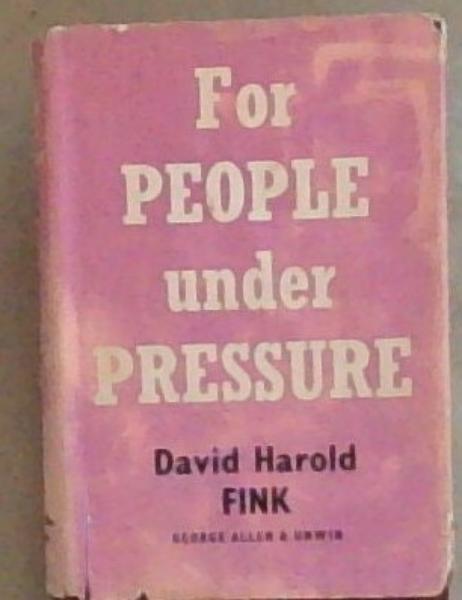 For
PEOPLE
under
PRESSURE
David Harold
FINK
GEORGE ALLEN & UNWIN